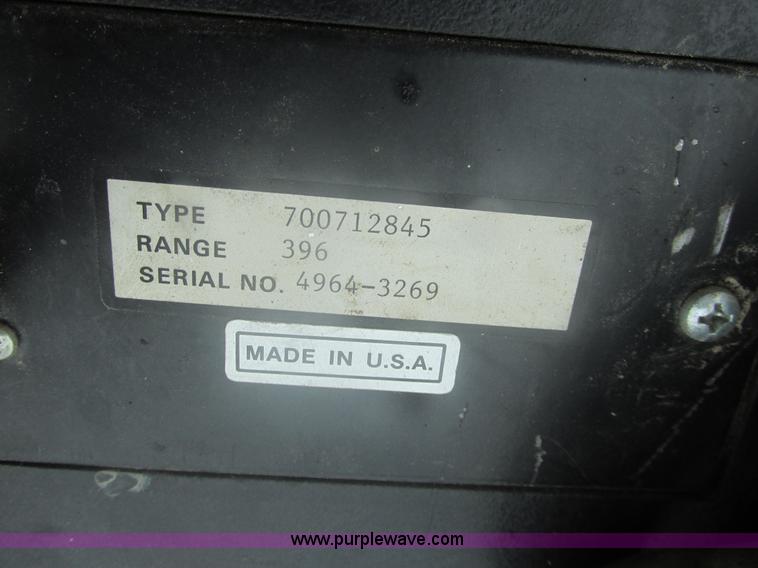 TYPE 700712845
RANGE 396
SERIAL NO. 4964-3269
MADE IN U.S.A.
www.purplewave.com